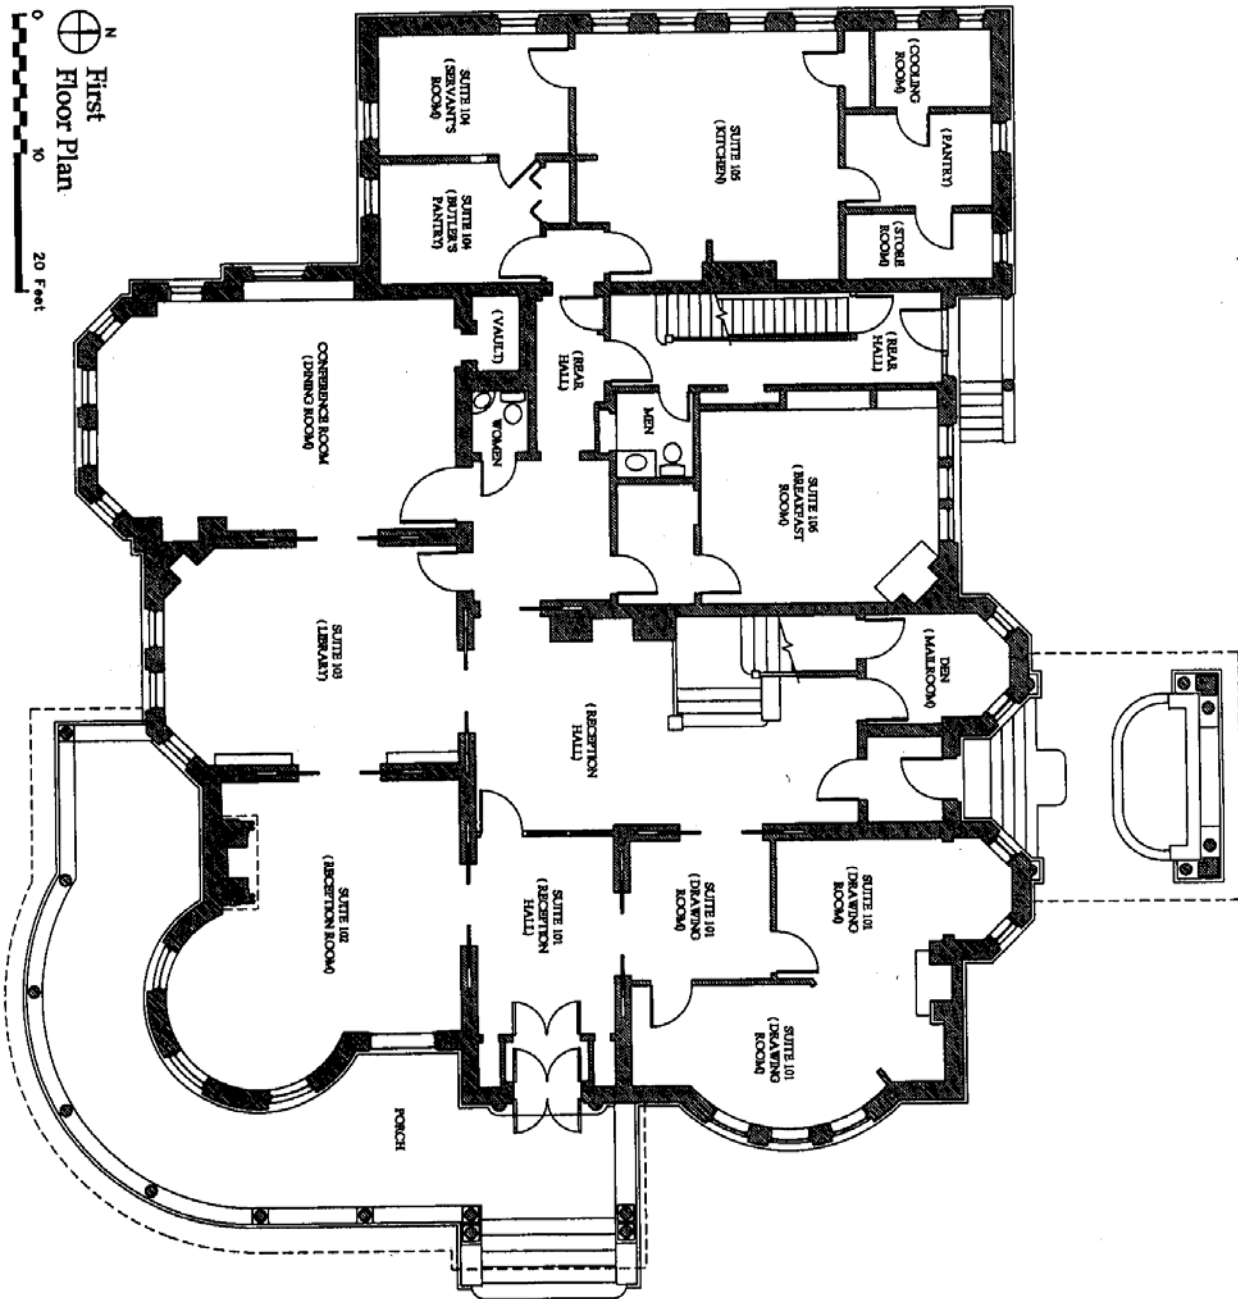 N
First
Floor Plan
0 10 20 Feet
SUITE 104
(SERVANT'S
ROOM)
SUITE 104
(BUTLER'S
PANTRY)
SUITE 105
(KITCHEN)
(COOLING
ROOM)
(PANTRY)
(STORE
ROOM)
(VAULT)
(REAR
HALL)
(REAR
HALL)
CONFERENCE ROOM
(DINING ROOM)
WOMEN
MEN
SUITE 106
(BREAKFAST
ROOM)
SUITE 103
(LIBRARY)
(RECEPTION
HALL)
DEN
(MAILROOM)
SUITE 102
(RECEPTION ROOM)
SUITE 101
(RECEPTION
HALL)
SUITE 101
(DRAWING
ROOM)
SUITE 101
(DRAWING
ROOM)
SUITE 101
(DRAWING
ROOM)
PORCH